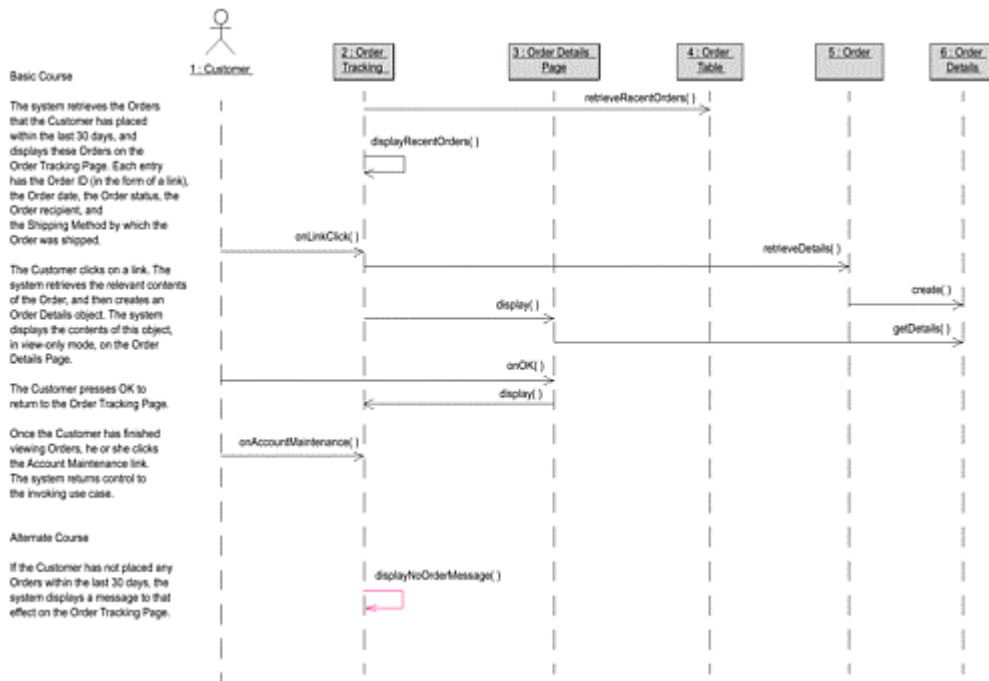 2 : Order
Tracking
3 : Order Details
Page
4 : Order
Table
5 : Order
6 : Order
Details
1 : Customer
Basic Course
The system retrieves the Orders
that the Customer has placed
within the last 30 days, and
displays these Orders on the
Order Tracking Page. Each entry
has the Order ID (in the form of a link),
the Order date, the Order status, the
Order recipient, and
the Shipping Method by which the
Order was shipped.
retrieveRecentOrders( )
displayRecentOrders( )
onLinkClick( )
retrieveDetails( )
The Customer clicks on a link. The
system retrieves the relevant contents
of the Order, and then creates an
Order Details object. The system
displays the contents of this object,
in view-only mode, on the Order
Details Page.
create( )
display( )
getDetails( )
onOK( )
The Customer presses OK to
return to the Order Tracking Page.
display( )
Once the Customer has finished
viewing Orders, he or she clicks
the Account Maintenance link.
The system returns control to
the invoking use case.
onAccountMaintenance( )
Alternate Course
If the Customer has not placed any
Orders within the last 30 days, the
system displays a message to that
effect on the Order Tracking Page.
displayNoOrderMessage( )